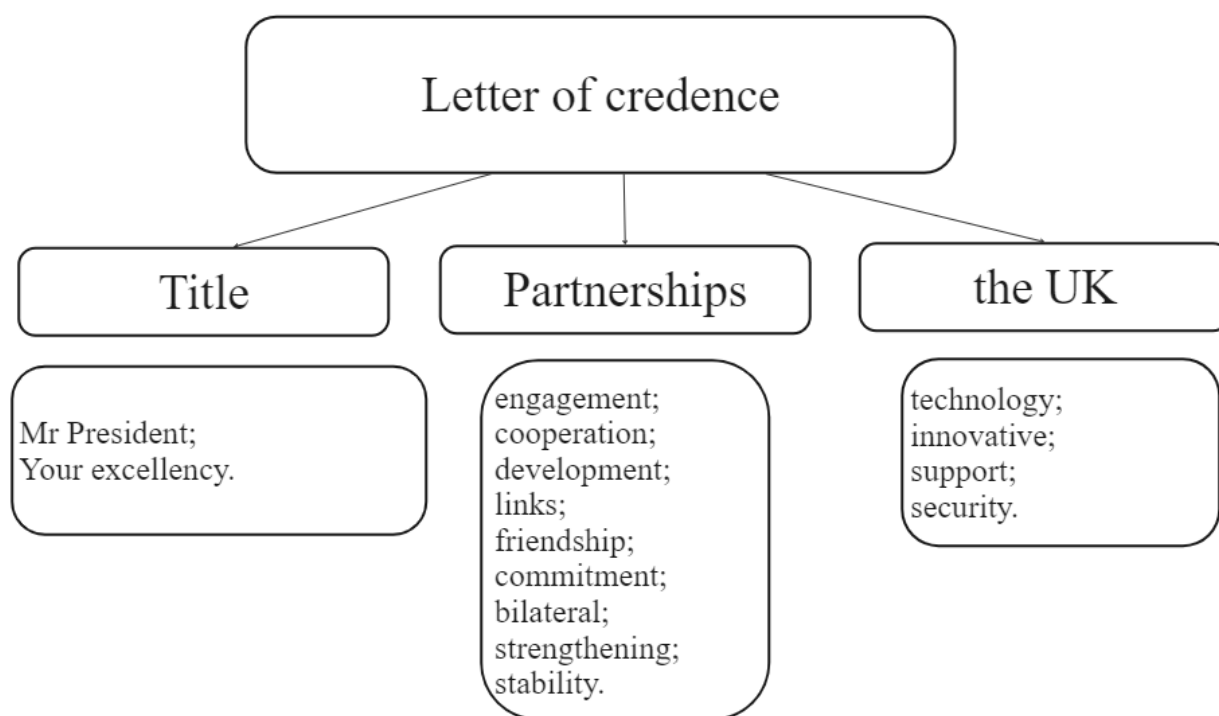 Letter of credence
Title
Partnerships
the UK
Mr President;
Your excellency.
engagement;
cooperation;
development;
links;
friendship;
commitment;
bilateral;
strengthening;
stability.
technology;
innovative;
support;
security.